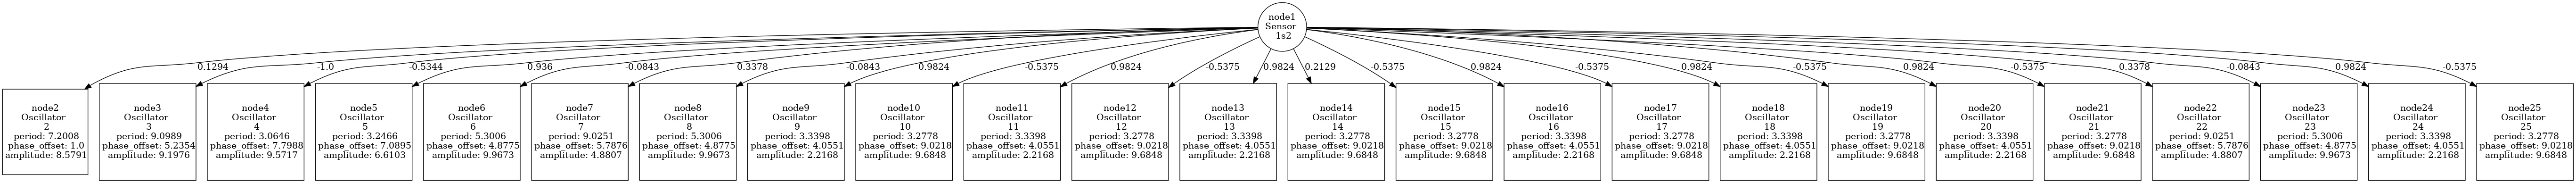 node1
Sensor
1s2
0.1294
-1.0
-0.5344
0.936
-0.0843
0.3378
-0.0843
0.9824
-0.5375
0.9824
-0.5375
0.9824
0.2129
-0.5375
0.9824
-0.5375
0.9824
-0.5375
0.9824
-0.5375
0.3378
-0.0843
0.9824
-0.5375
node2
Oscillator
2
period: 7.2008
phase_offset: 1.0
amplitude: 8.5791
node3
Oscillator
3
period: 9.0989
phase_offset: 5.2354
amplitude: 9.1976
node4
Oscillator
4
period: 3.0646
phase_offset: 7.7988
amplitude: 9.5717
node5
Oscillator
5
period: 3.2466
phase_offset: 7.0895
amplitude: 6.6103
node6
Oscillator
6
period: 5.3006
phase_offset: 4.8775
amplitude: 9.9673
node7
Oscillator
7
period: 9.0251
phase_offset: 5.7876
amplitude: 4.8807
node8
Oscillator
8
period: 5.3006
phase_offset: 4.8775
amplitude: 9.9673
node9
Oscillator
9
period: 3.3398
phase_offset: 4.0551
amplitude: 2.2168
node10
Oscillator
10
period: 3.2778
phase_offset: 9.0218
amplitude: 9.6848
node11
Oscillator
11
period: 3.3398
phase_offset: 4.0551
amplitude: 2.2168
node12
Oscillator
12
period: 3.2778
phase_offset: 9.0218
amplitude: 9.6848
node13
Oscillator
13
period: 3.3398
phase_offset: 4.0551
amplitude: 2.2168
node14
Oscillator
14
period: 3.2778
phase_offset: 9.0218
amplitude: 9.6848
node15
Oscillator
15
period: 3.2778
phase_offset: 9.0218
amplitude: 9.6848
node16
Oscillator
16
period: 3.3398
phase_offset: 4.0551
amplitude: 2.2168
node17
Oscillator
17
period: 3.2778
phase_offset: 9.0218
amplitude: 9.6848
node18
Oscillator
18
period: 3.3398
phase_offset: 4.0551
amplitude: 2.2168
node19
Oscillator
19
period: 3.2778
phase_offset: 9.0218
amplitude: 9.6848
node20
Oscillator
20
period: 3.3398
phase_offset: 4.0551
amplitude: 2.2168
node21
Oscillator
21
period: 3.2778
phase_offset: 9.0218
amplitude: 9.6848
node22
Oscillator
22
period: 9.0251
phase_offset: 5.7876
amplitude: 4.8807
node23
Oscillator
23
period: 5.3006
phase_offset: 4.8775
amplitude: 9.9673
node24
Oscillator
24
period: 3.3398
phase_offset: 4.0551
amplitude: 2.2168
node25
Oscillator
25
period: 3.2778
phase_offset: 9.0218
amplitude: 9.6848